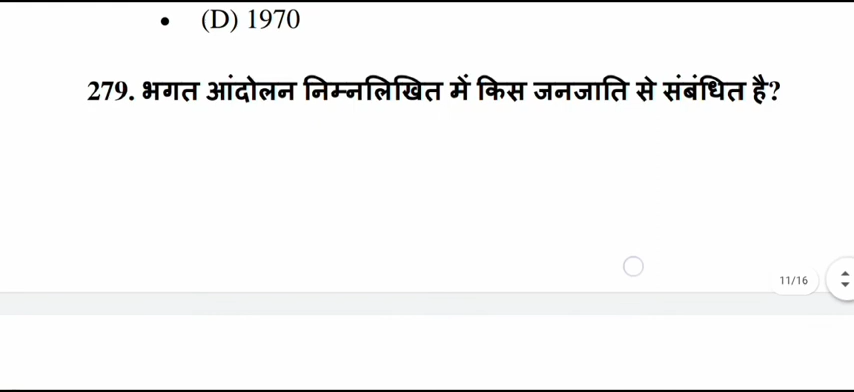 • (D) 1970
279. भगत आंदोलन निम्नलिखित में किस जनजाति से संबंधित है?
11/16